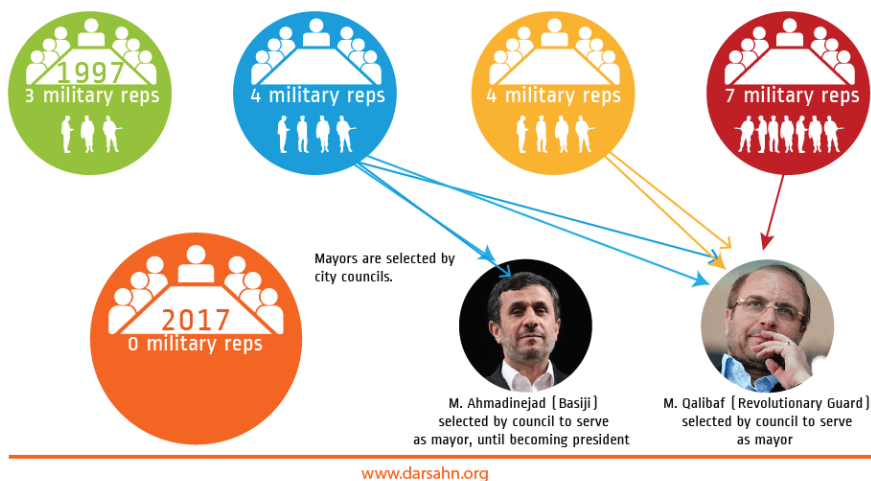 1997
3 military reps
4 military reps
4 military reps
7 military reps
Mayors are selected by
city councils.
2017
0 military reps
M. Ahmadinejad (Basiji)
selected by council to serve
as mayor, until becoming president
M. Qalibaf (Revolutionary Guard)
selected by council to serve
as mayor
www.darsahn.org